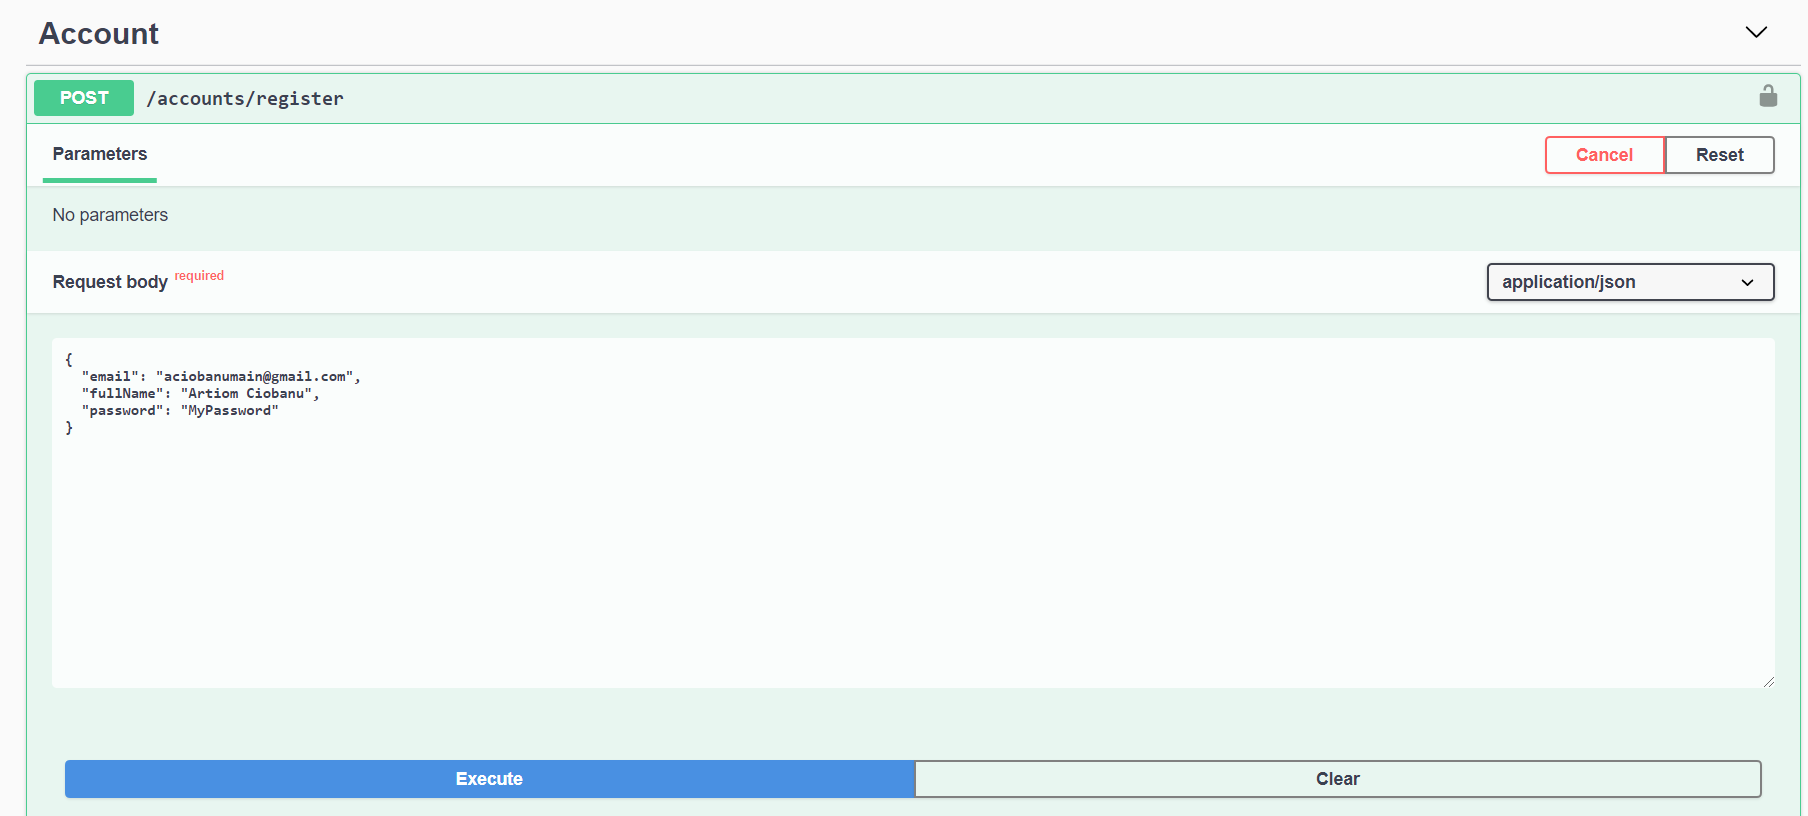 Account
POST /accounts/register
Parameters
Cancel Reset
No parameters
Request body required
application/json
{
  "email": "aciobanumain@gmail.com",
  "fullName": "Artiom Ciobanu",
  "password": "MyPassword"
}
Execute Clear